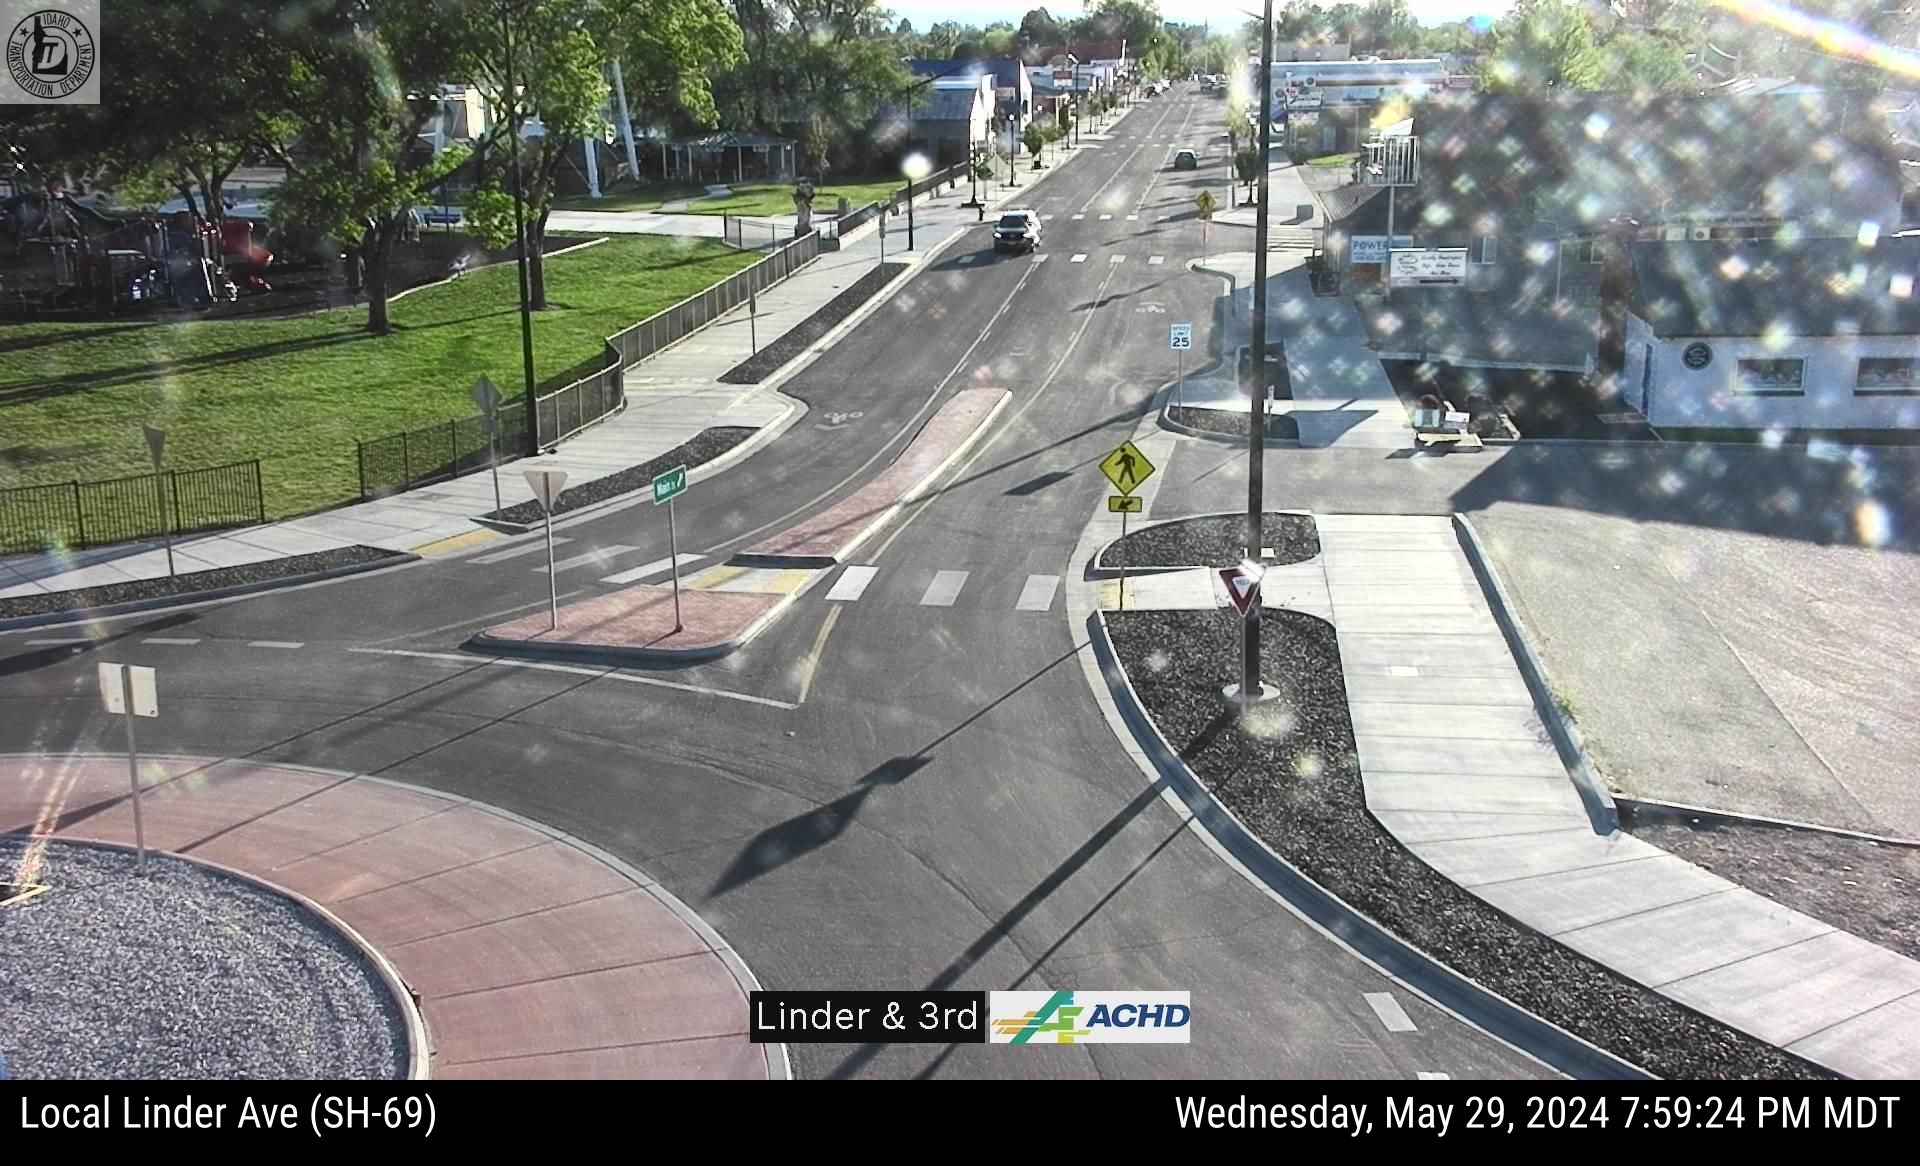 IDAHO
TRANSPORTATION DEPARTMENT
POWER
SPEED
LIMIT
25
Main St
Linder & 3rd
ACHD
Local Linder Ave (SH-69)
Wednesday, May 29, 2024 7:59:24 PM MDT